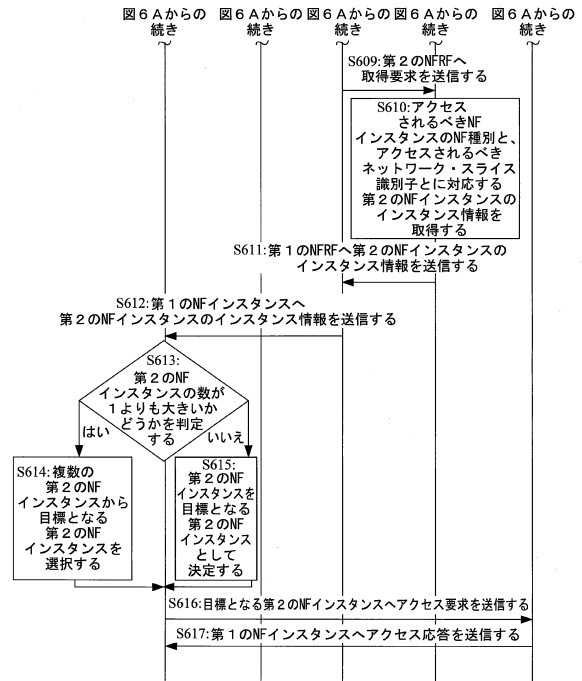 図６Ａからの
続き
図６Ａからの
続き
図６Ａからの
続き
図６Ａからの
続き
図６Ａからの
続き
S609:第２のNFRFへ
取得要求を送信する
S610:アクセス
されるべきNF
インスタンスのNF種別と、
アクセスされるべき
ネットワーク・スライス
識別子とに対応する
第２のNFインスタンスの
インスタンス情報を
取得する
S611:第１のNFRFへ第２のNFインスタンスの
インスタンス情報を送信する
S612:第１のNFインスタンスへ
第２のNFインスタンスのインスタンス情報を送信する
S613:
第２のNF
インスタンスの数が
１よりも大きいか
どうかを判定
する
はい
いいえ
S614:複数の
第２のNF
インスタンスから
目標となる
第２のNF
インスタンスを
選択する
S615:
第２のNF
インスタンスを
目標となる
第２のNF
インスタンス
として
決定する
S616:目標となる第２のNFインスタンスへアクセス要求を送信する
S617:第１のNFインスタンスへアクセス応答を送信する